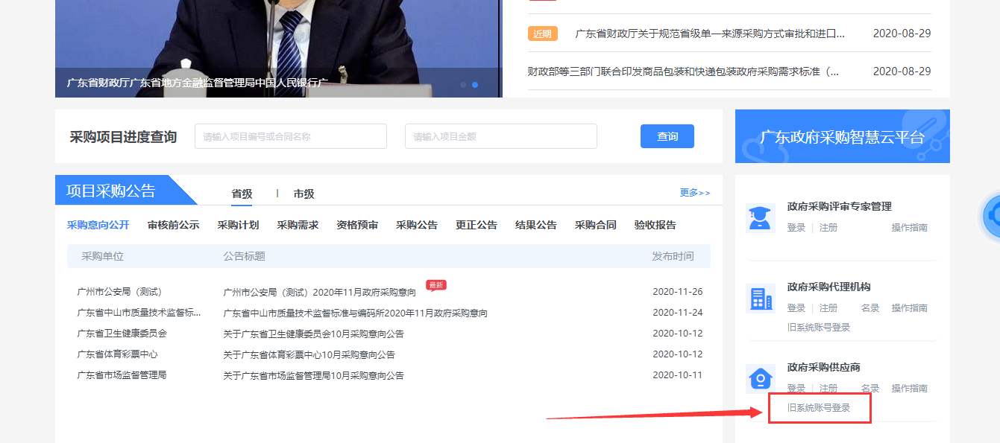 近期 广东省财政厅关于规范省级单一来源采购方式审批和进口... 2020-08-29
财政部等三部门联合印发商品包装和快递包装政府采购需求标准（... 2020-08-29
广东省财政厅广东省地方金融监督管理局中国人民银行广
采购项目进度查询 请输入项目编号或合同名称 请输入项目金额 查询
广东政府采购智慧云平台
项目采购公告 省级 市级 更多>>
采购意向公开 审核前公示 采购计划 采购需求 资格预审 采购公告 更正公告 结果公告 采购合同 验收报告
采购单位 公告标题 发布时间
广州市公安局（测试） 广州市公安局（测试）2020年11月政府采购意向 最新 2020-11-26
广东省中山市质量技术监督标... 广东省中山市质量技术监督标准与编码所2020年11月政府采购意向 2020-11-24
广东省卫生健康委员会 关于广东省卫生健康委员会10月采购意向公告 2020-10-12
广东省体育彩票中心 关于广东省体育彩票中心10月采购意向公告 2020-10-12
广东省市场监督管理局 关于广东省市场监督管理局10月采购意向公告 2020-10-11
政府采购评审专家管理
登录 | 注册 操作指南
政府采购代理机构
登录 | 注册 名录 操作指南
旧系统账号登录
政府采购供应商
登录 | 注册 名录 操作指南
旧系统账号登录